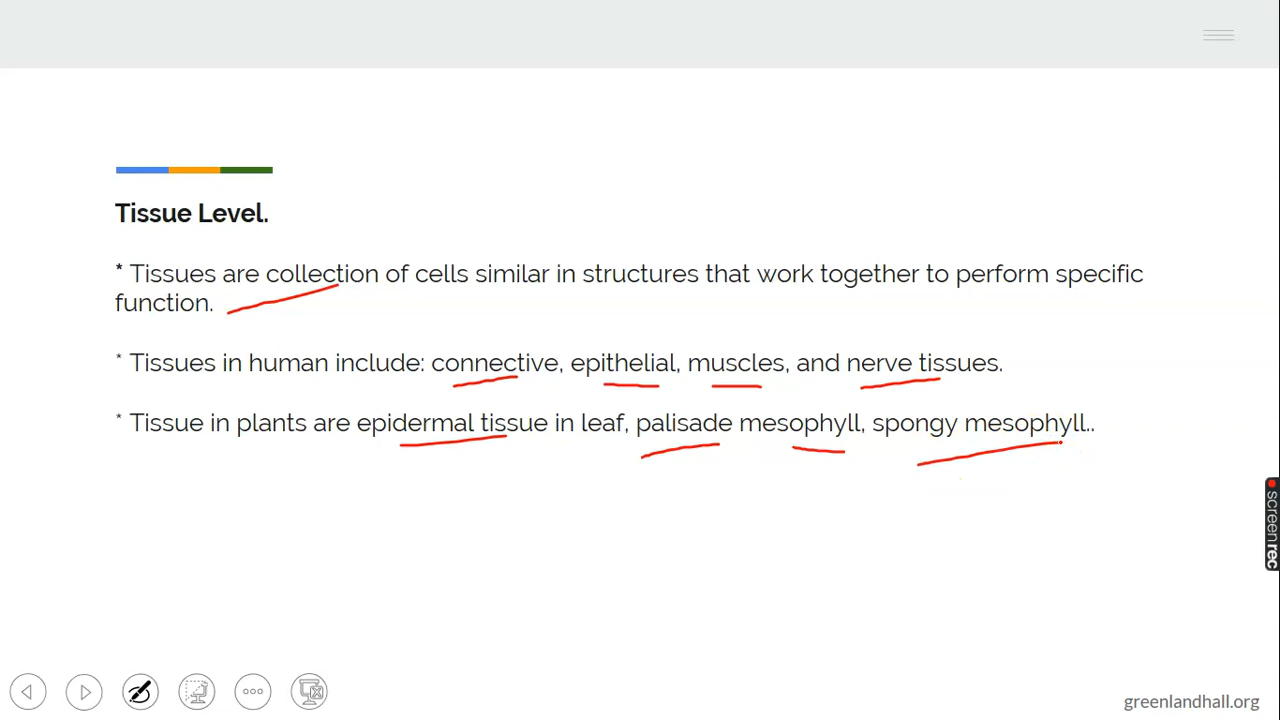 Tissue Level.
* Tissues are collection of cells similar in structures that work together to perform specific
function.
* Tissues in human include: connective, epithelial, muscles, and nerve tissues.
* Tissue in plants are epidermal tissue in leaf, palisade mesophyll, spongy mesophyll..
screenrec
greenlandhall.org